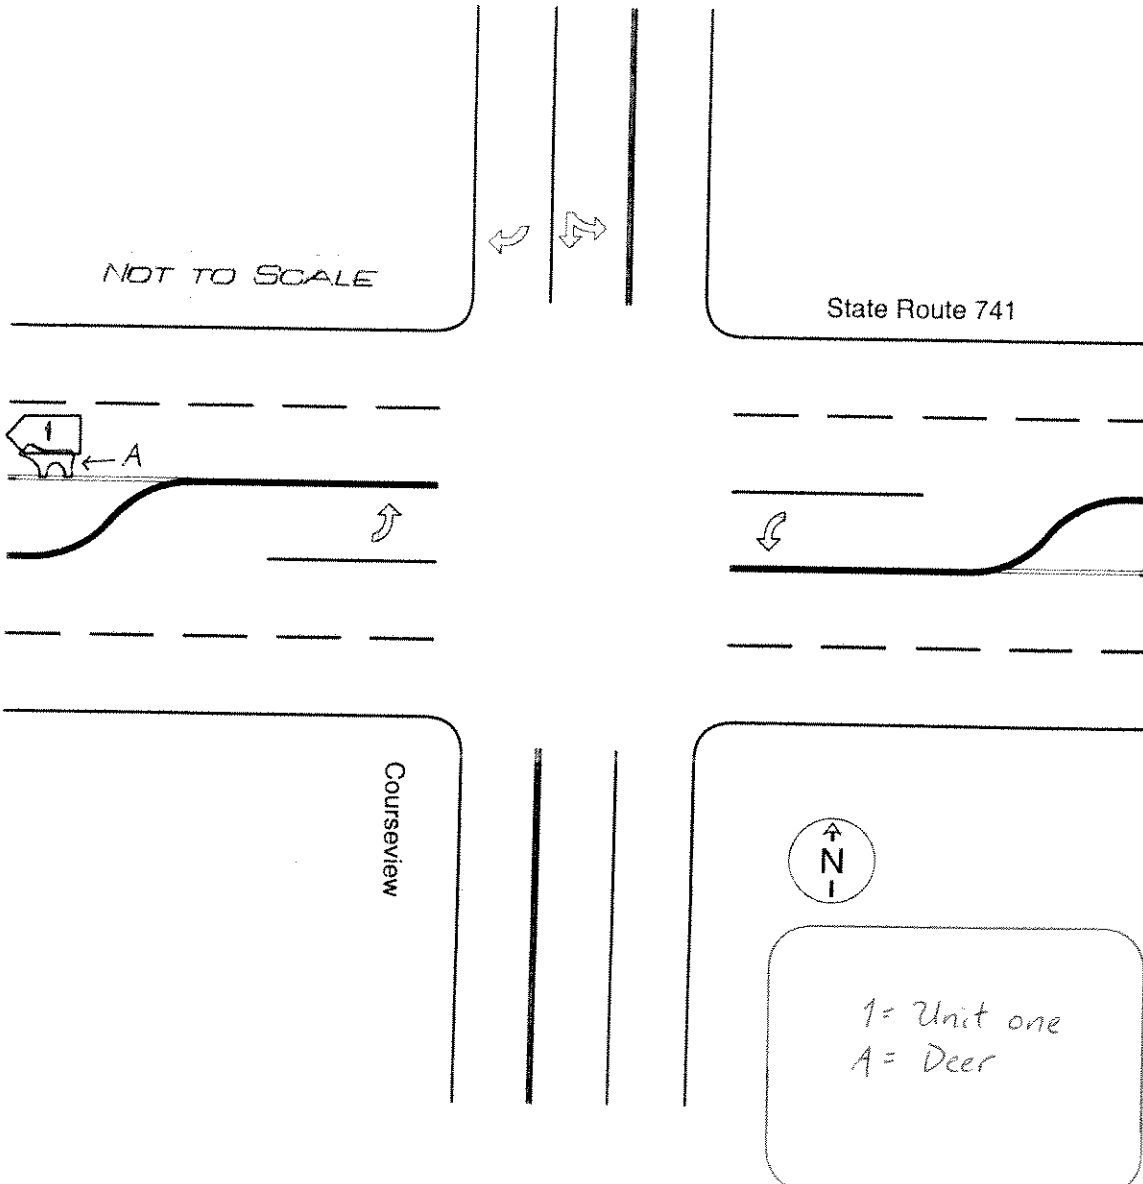 NOT TO SCALE
State Route 741
1
A
Courseview
N
1= Unit one
A= Deer